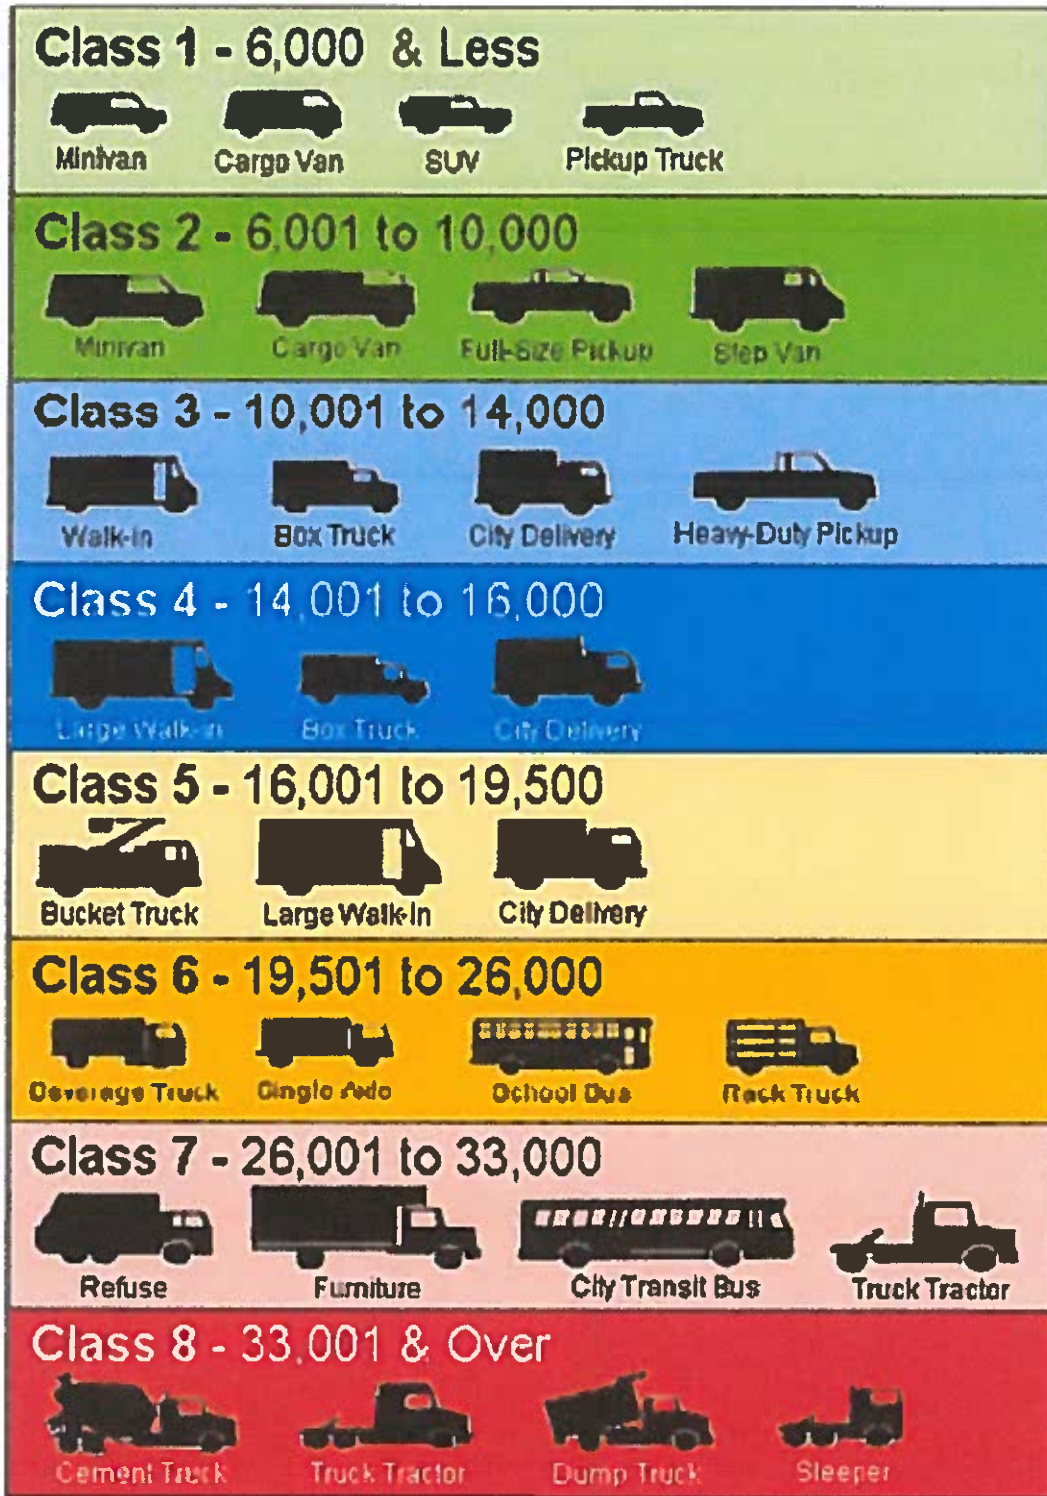 Class 1 - 6,000 & Less
Minivan Cargo Van SUV Pickup Truck
Class 2 - 6,001 to 10,000
Minivan Cargo Van Full-Size Pickup Step Van
Class 3 - 10,001 to 14,000
Walk-in Box Truck City Delivery Heavy-Duty Pickup
Class 4 - 14,001 to 16,000
Large Walk-in Box Truck City Delivery
Class 5 - 16,001 to 19,500
Bucket Truck Large Walk-In City Delivery
Class 6 - 19,501 to 26,000
Beverage Truck Single Axle School Bus Rack Truck
Class 7 - 26,001 to 33,000
Refuse Furniture City Transit Bus Truck Tractor
Class 8 - 33,001 & Over
Cement Truck Truck Tractor Dump Truck Sleeper